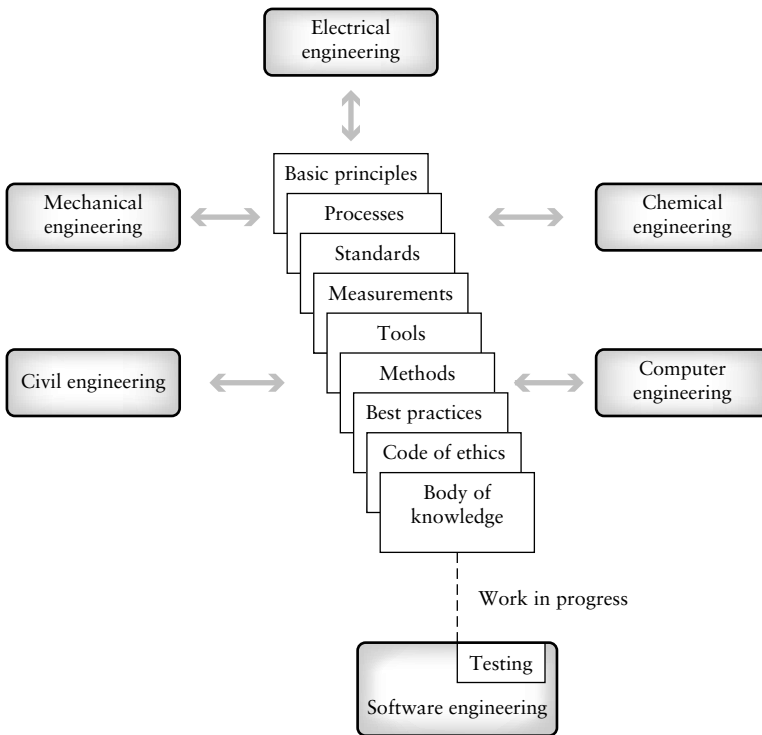 Electrical
engineering
Basic principles
Mechanical
engineering
Processes
Chemical
engineering
Standards
Measurements
Tools
Civil engineering
Methods
Computer
engineering
Best practices
Code of ethics
Body of
knowledge
Work in progress
Testing
Software engineering